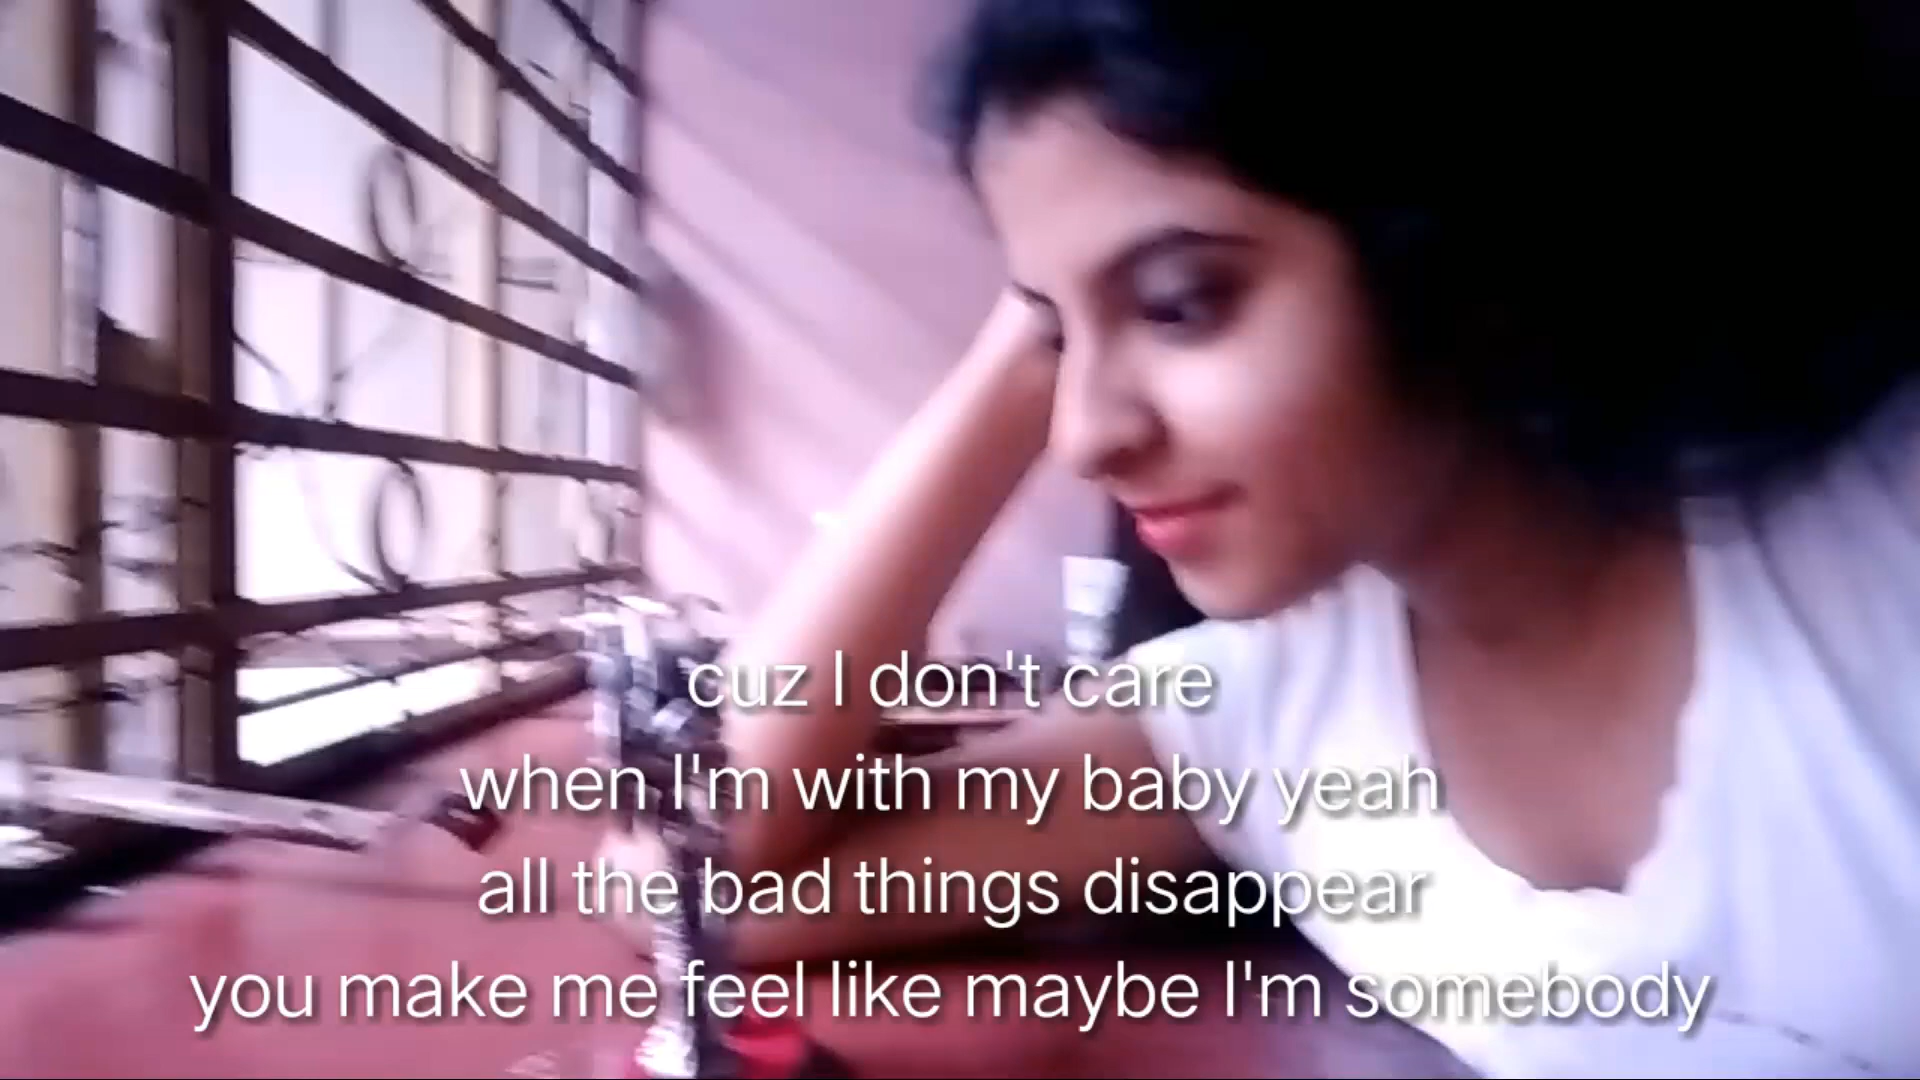 cuz I don't care
when I'm with my baby yeah
all the bad things disappear
you make me feel like maybe I'm somebody